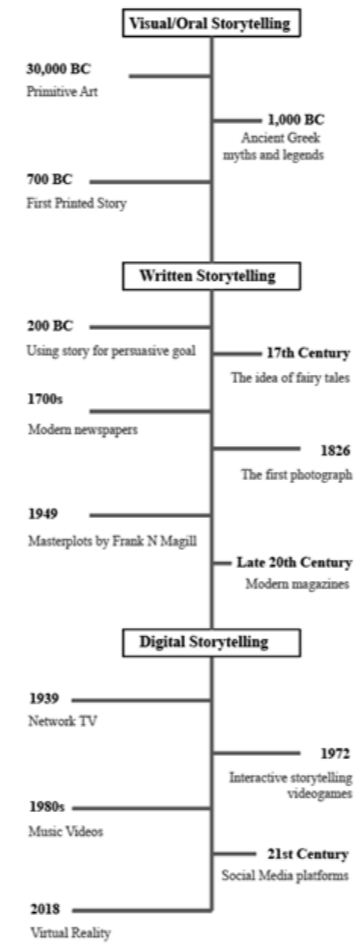 Visual/Oral Storytelling
30,000 BC
Primitive Art
1,000 BC
Ancient Greek
myths and legends
700 BC
First Printed Story
Written Storytelling
200 BC
Using story for persuasive goal
17th Century
The idea of fairy tales
1700s
Modern newspapers
1826
The first photograph
1949
Masterplots by Frank N Magill
Late 20th Century
Modern magazines
Digital Storytelling
1939
Network TV
1972
Interactive storytelling
videogames
1980s
Music Videos
21st Century
Social Media platforms
2018
Virtual Reality